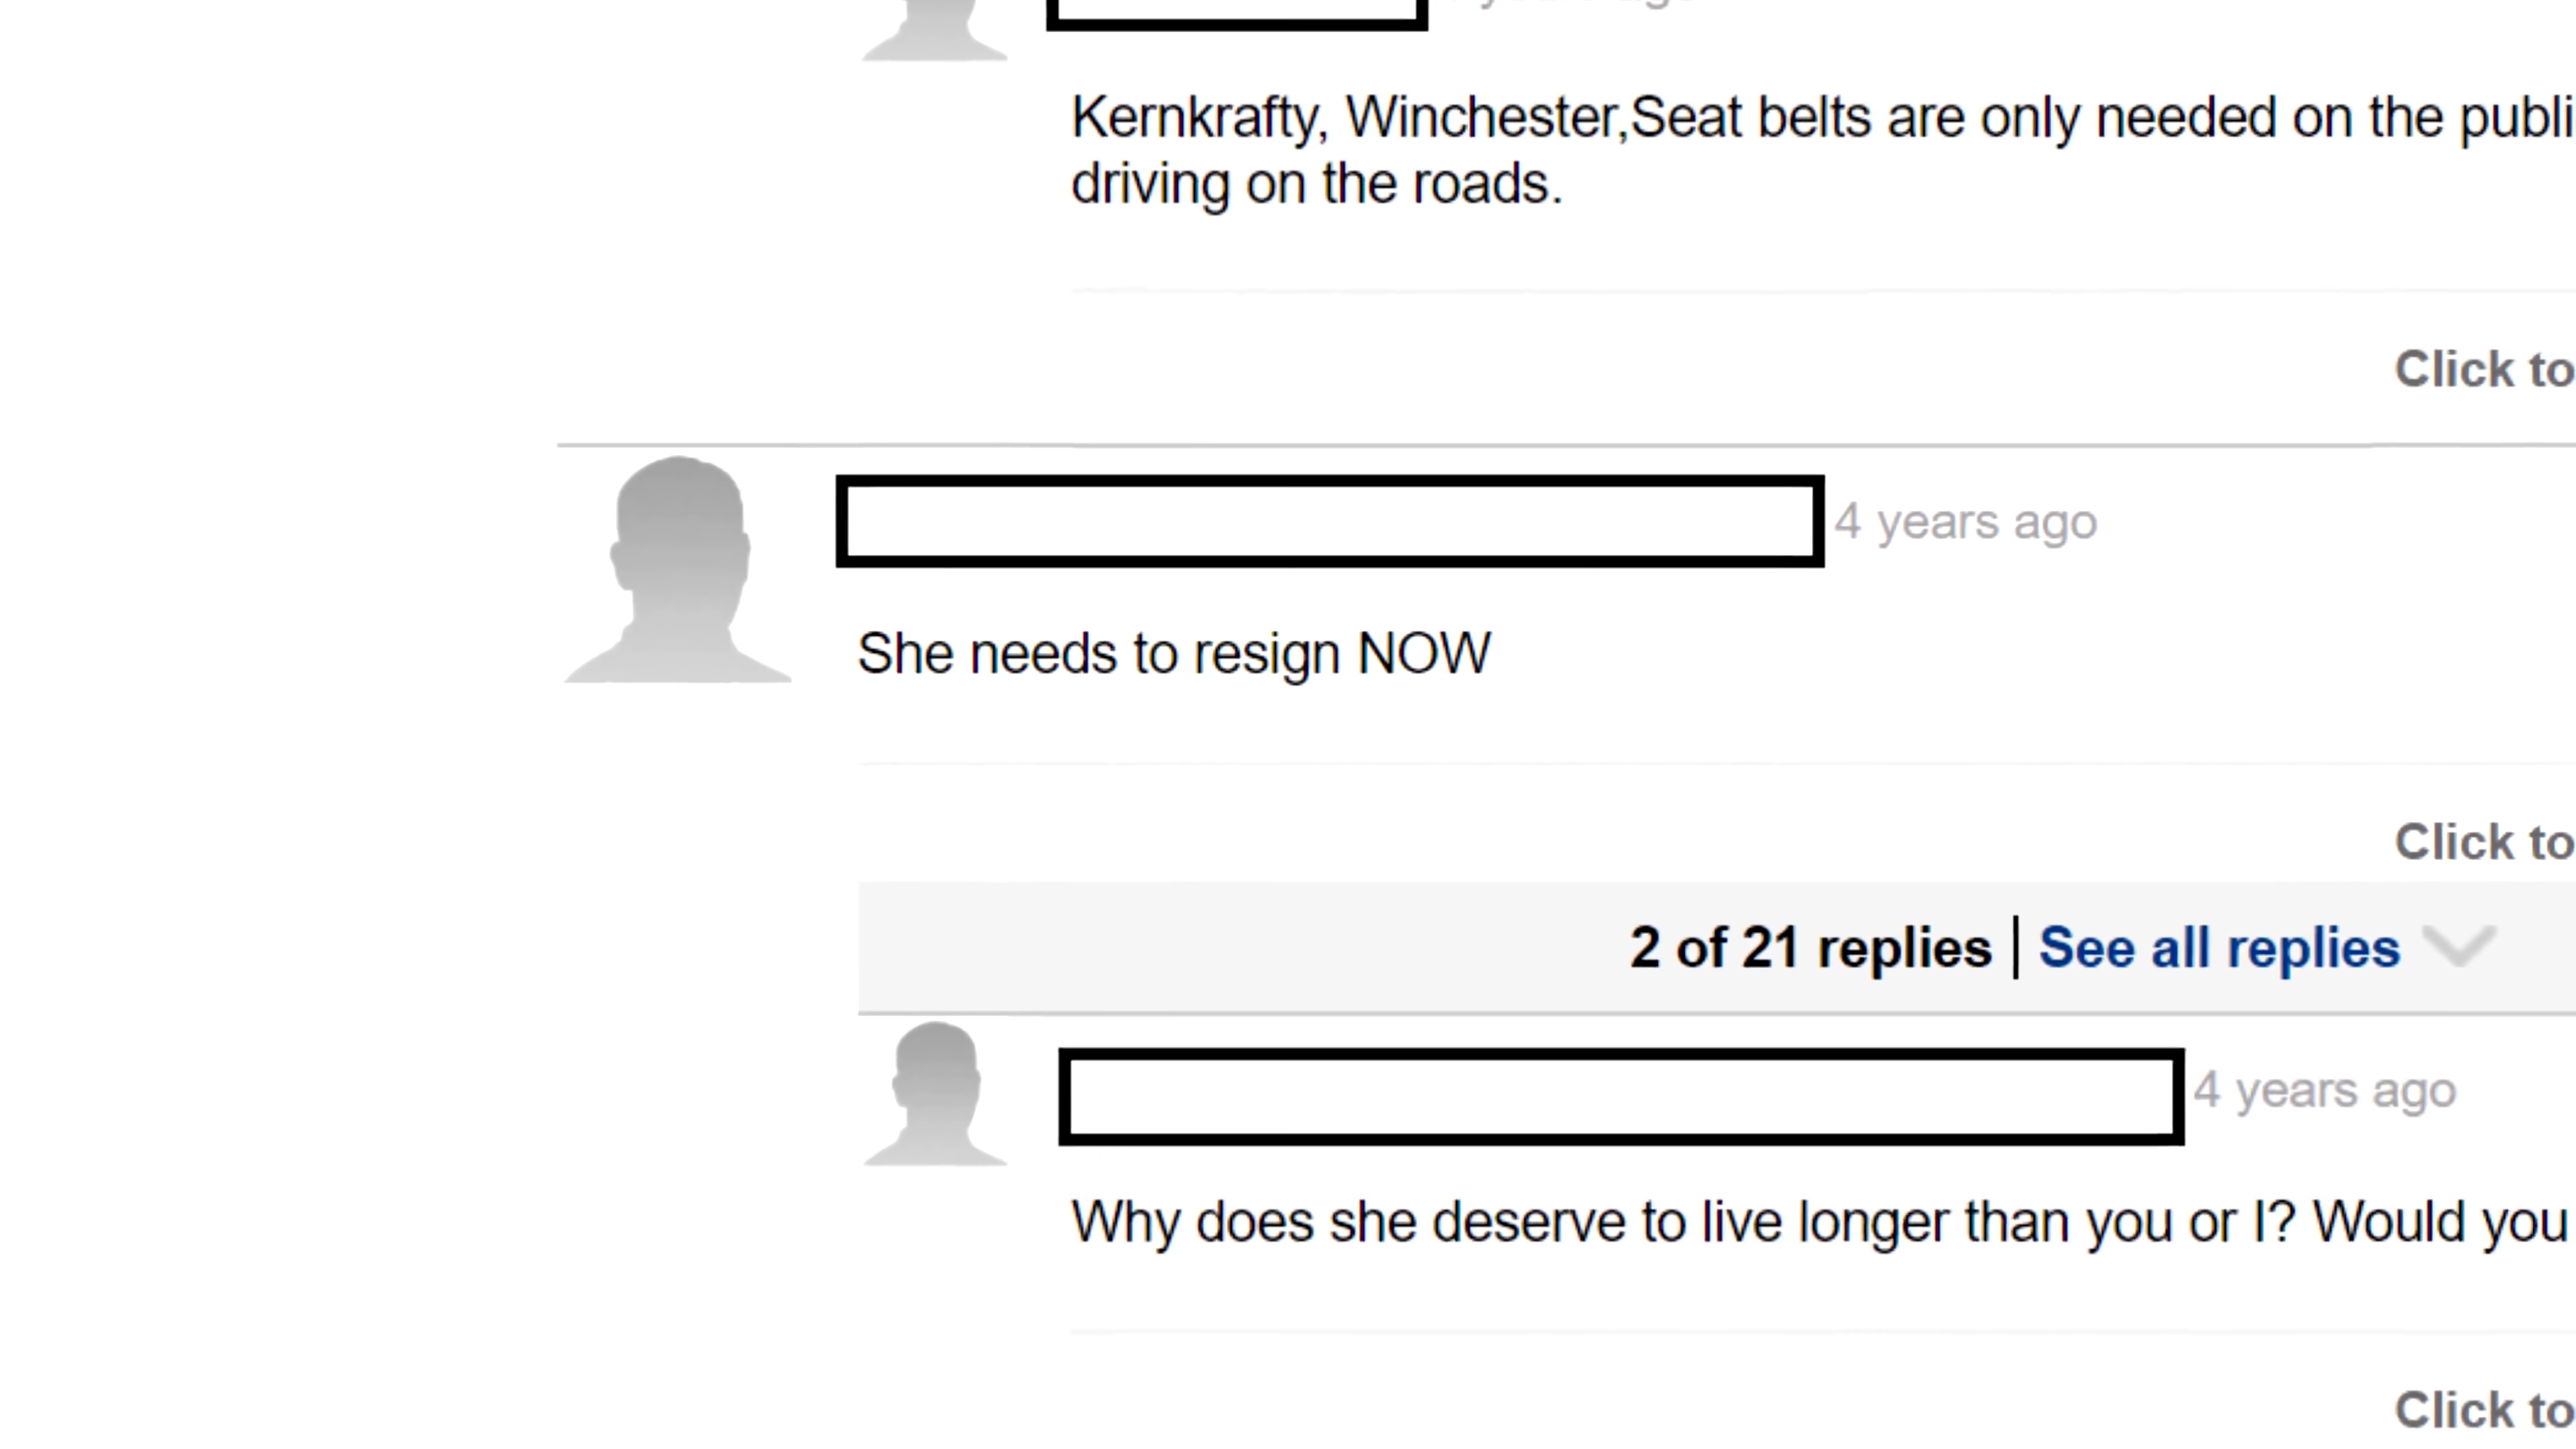 Kernkrafty, Winchester,Seat belts are only needed on the publi
driving on the roads.
Click to
4 years ago
She needs to resign NOW
Click to
2 of 21 replies | See all replies
4 years ago
Why does she deserve to live longer than you or I? Would you
Click to